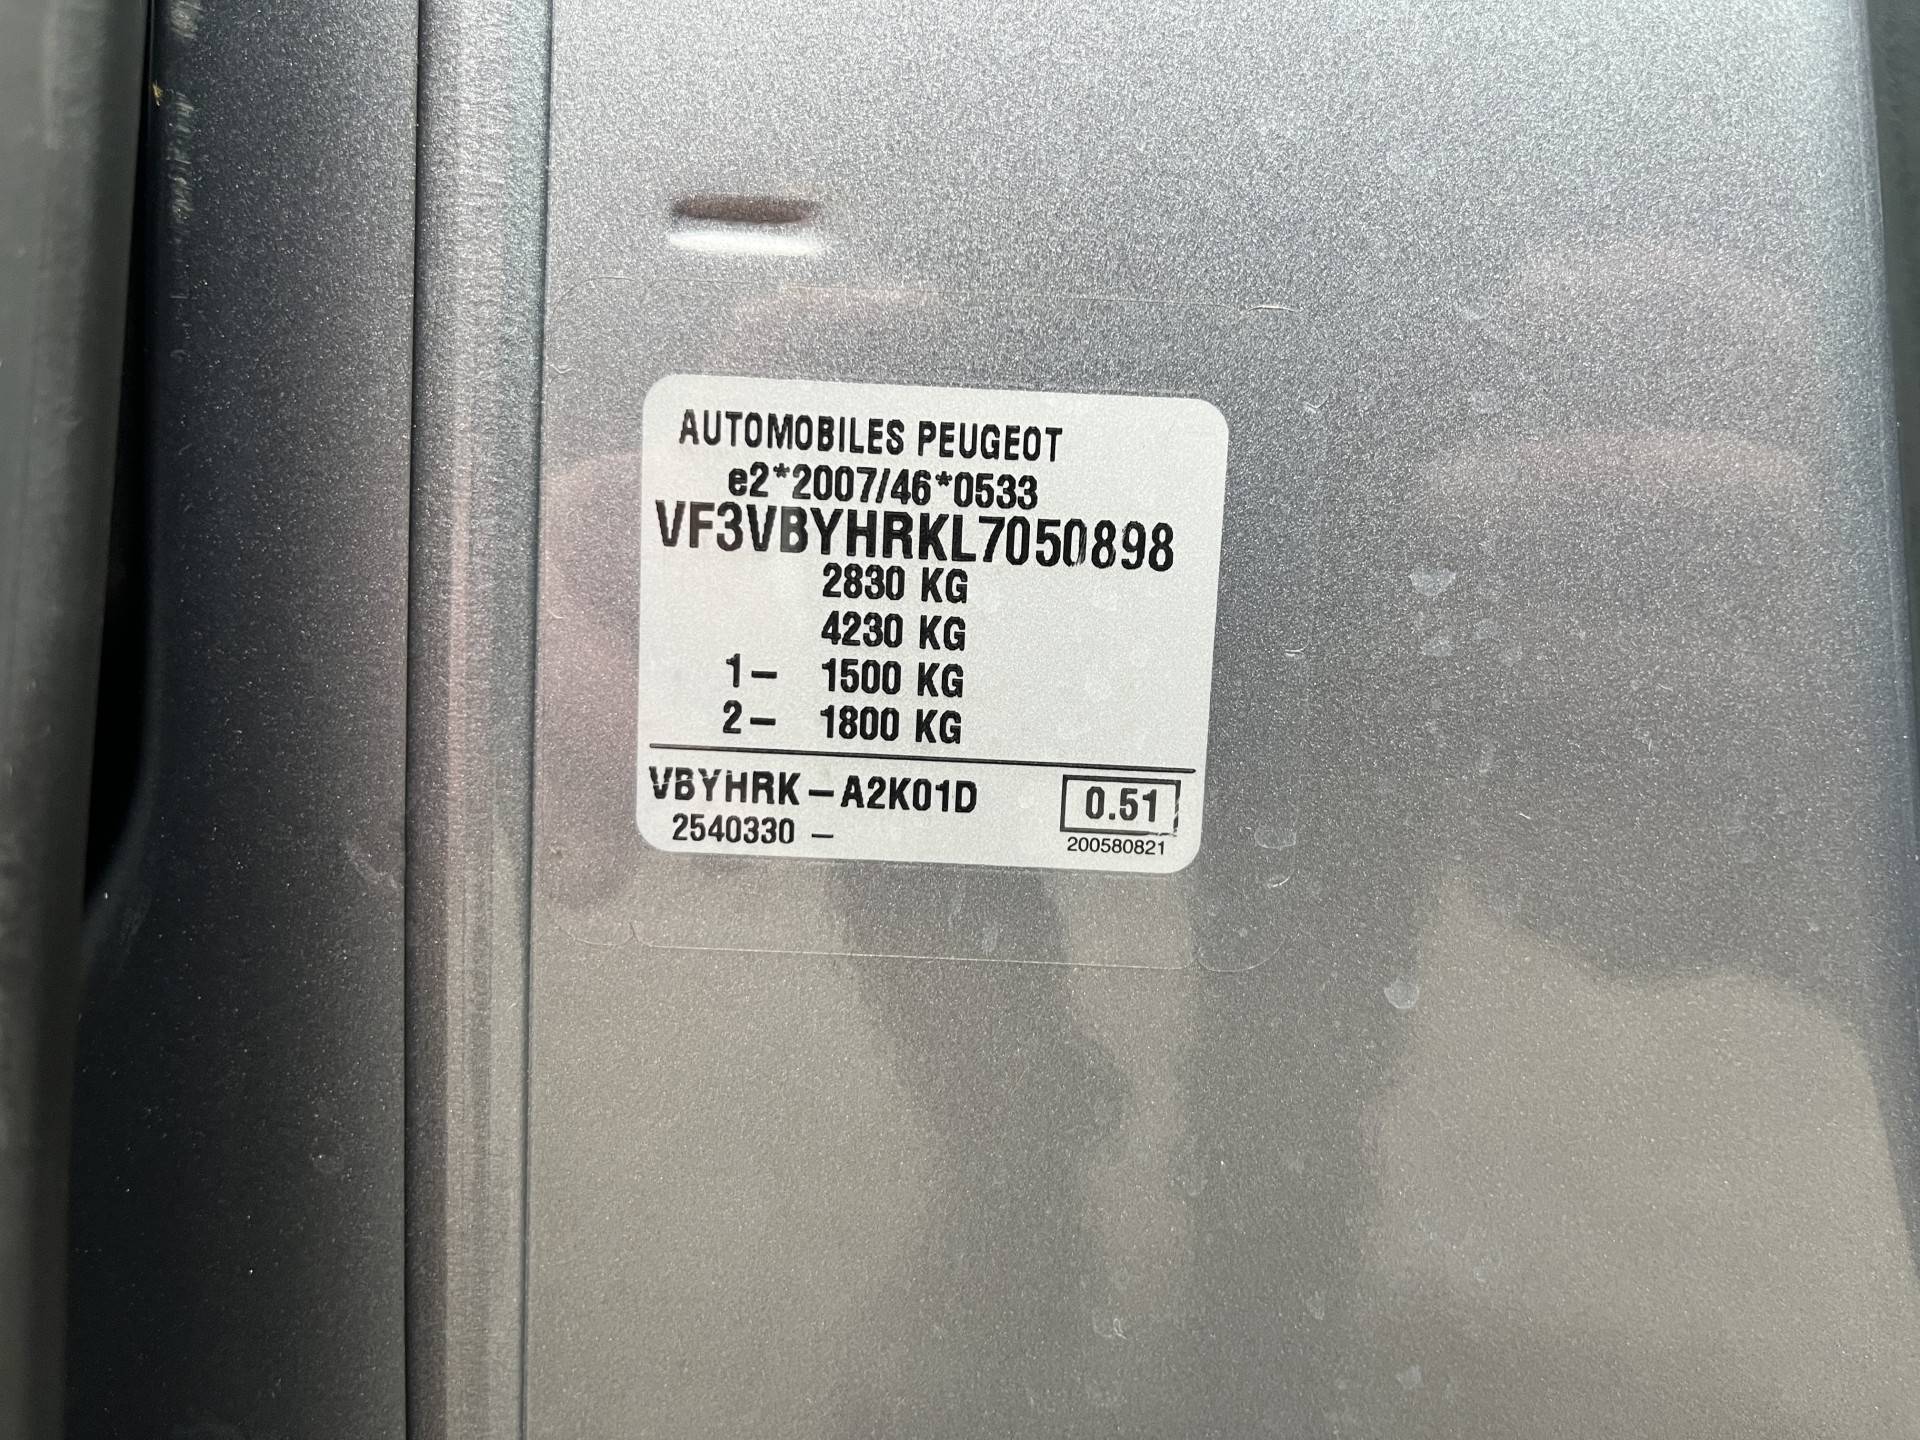 AUTOMOBILES PEUGEOT
e2*2007/46*0533
VF3VBYHRKL7050898
2830 KG
4230 KG
1- 1500 KG
2- 1800 KG
VBYHRK-A2K01D
0.51
2540330 -
200580821